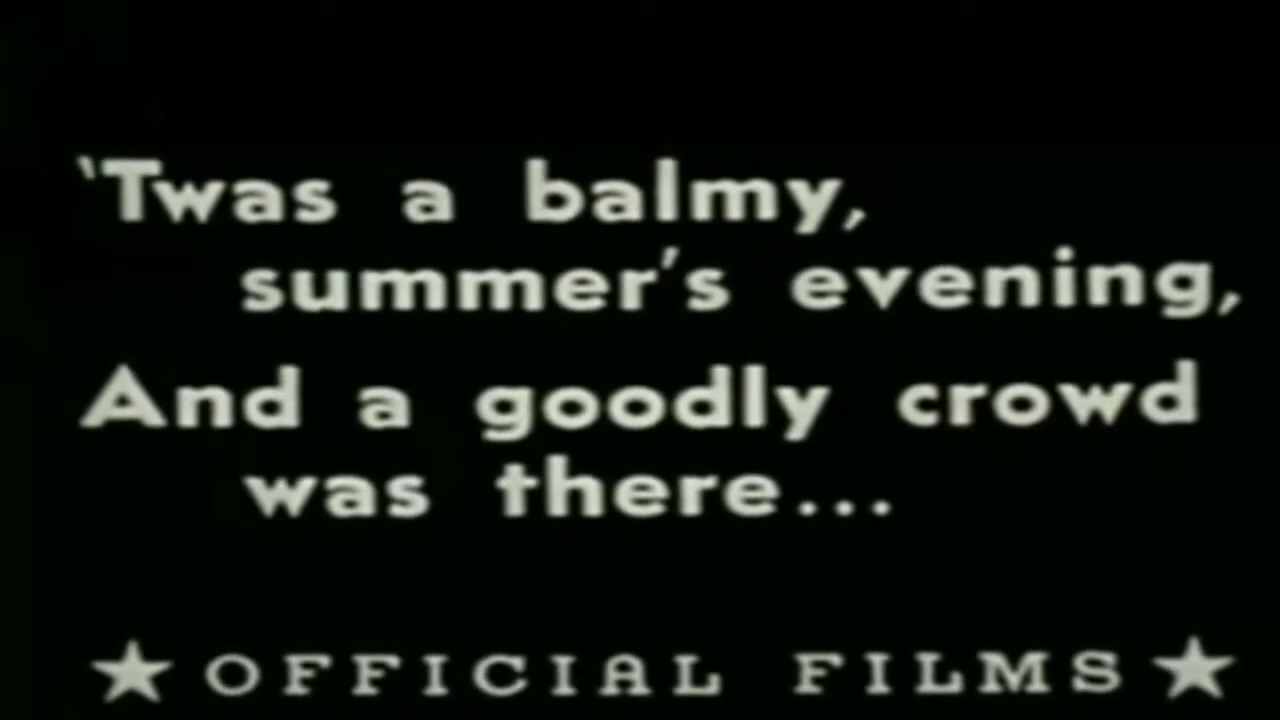 'Twas a balmy,
summer's evening,
And a goodly crowd
was there...
★ OFFICIAL FILMS ★